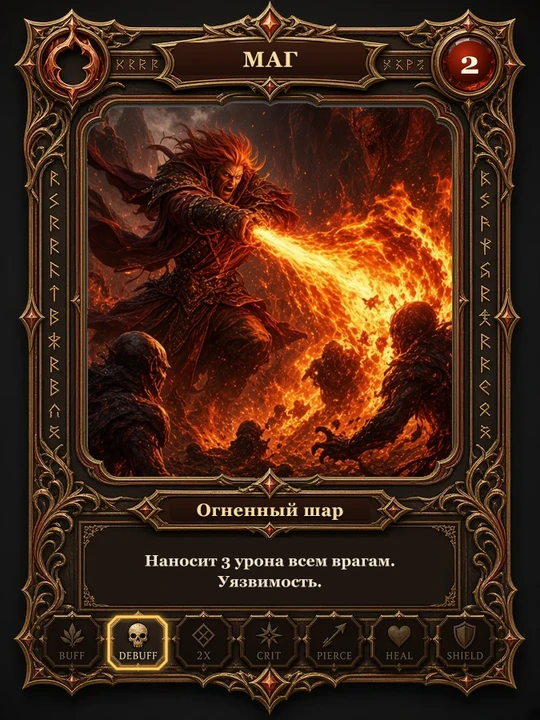 МАГ
2
Огненный шар
Наносит 3 урона всем врагам.
Уязвимость.
BUFF
DEBUFF
2X
CRIT
PIERCE
HEAL
SHIELD